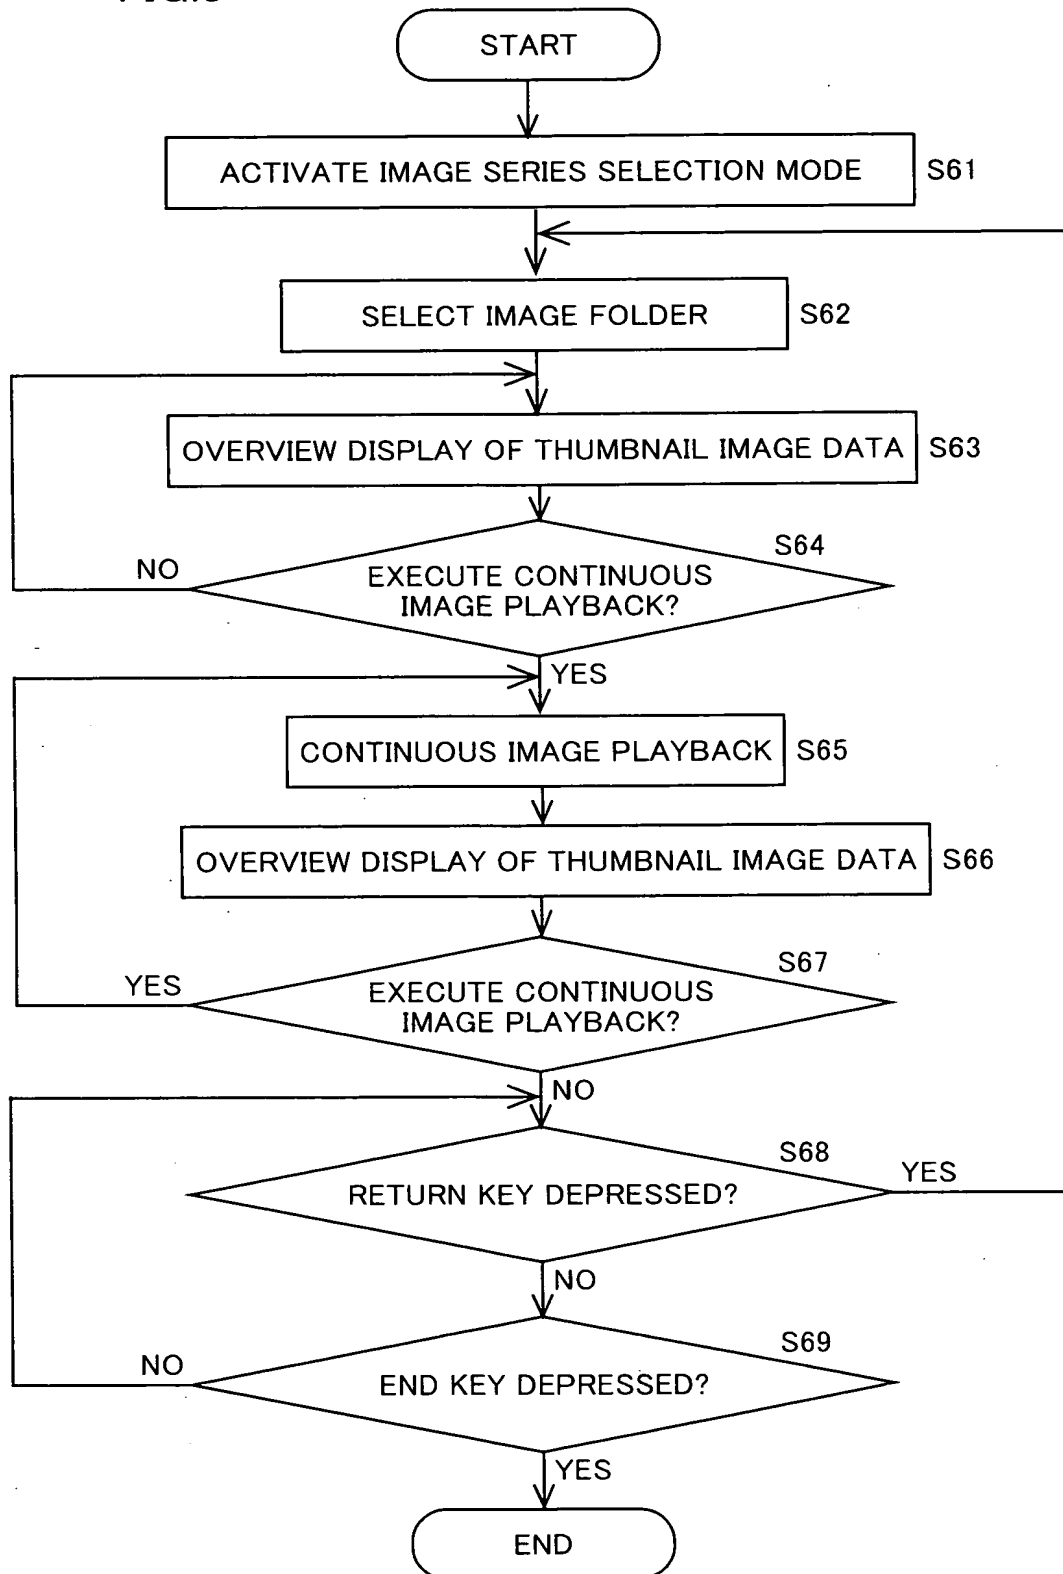 START
ACTIVATE IMAGE SERIES SELECTION MODE S61
SELECT IMAGE FOLDER S62
OVERVIEW DISPLAY OF THUMBNAIL IMAGE DATA S63
S64
NO
EXECUTE CONTINUOUS
IMAGE PLAYBACK?
YES
CONTINUOUS IMAGE PLAYBACK S65
OVERVIEW DISPLAY OF THUMBNAIL IMAGE DATA S66
S67
YES
EXECUTE CONTINUOUS
IMAGE PLAYBACK?
NO
S68
YES
RETURN KEY DEPRESSED?
NO
S69
NO
END KEY DEPRESSED?
YES
END